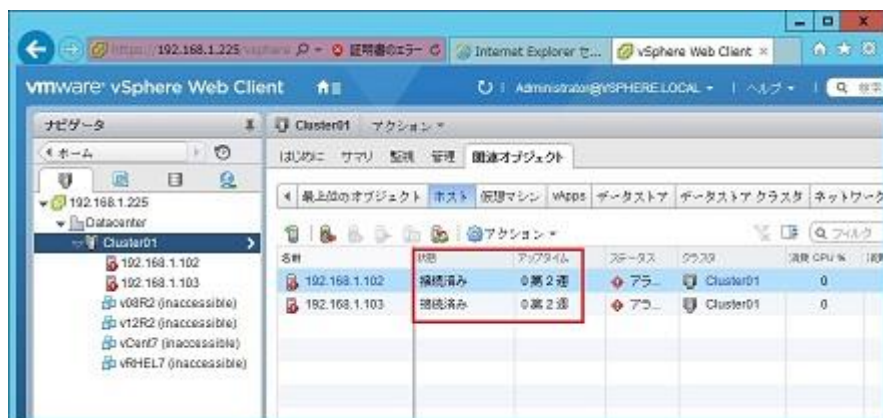 192.168.1.225
証明書のエラー
Internet Explorer セ...
vSphere Web Client
vmware vSphere Web Client
Administrator@VSPHERE.LOCAL
ヘルプ
ナビゲータ
Cluster01 アクション
ホーム
はじめに サマリ 監視 管理 関連オブジェクト
最上位のオブジェクト ホスト 仮想マシン vApps データストア データストア クラスタ ネットワーク
192.168.1.225
Datacenter
アクション
Cluster01
名前 状態 アップタイム ステータス クラスタ 消費 CPU %
192.168.1.102
192.168.1.102 接続済み 0 第 2 週 アラ... Cluster01 0
192.168.1.103
192.168.1.103 接続済み 0 第 2 週 アラ... Cluster01 0
v08R2 (inaccessible)
v12R2 (inaccessible)
vCent7 (inaccessible)
vRHEL7 (inaccessible)